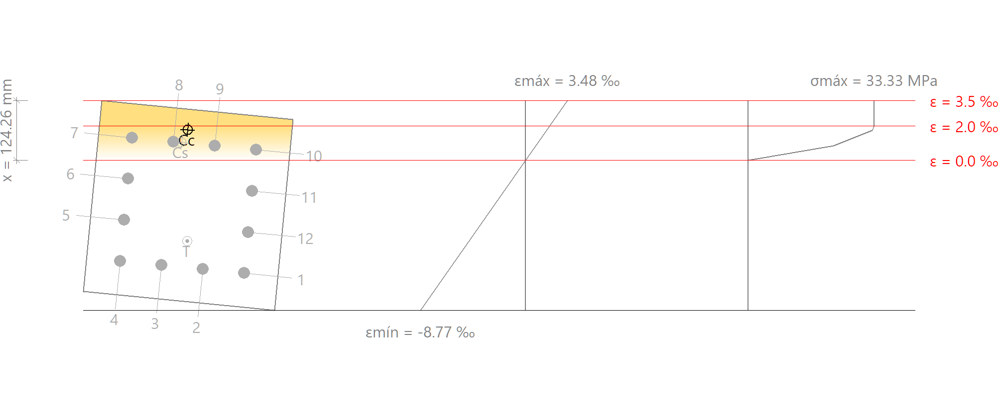 εmáx = 3.48 ‰
σmáx = 33.33 MPa
x = 124.26 mm
8
9
7
Cc
Cs
10
6
11
5
12
T
1
4
3
2
ε = 3.5 ‰
ε = 2.0 ‰
ε = 0.0 ‰
εmín = -8.77 ‰